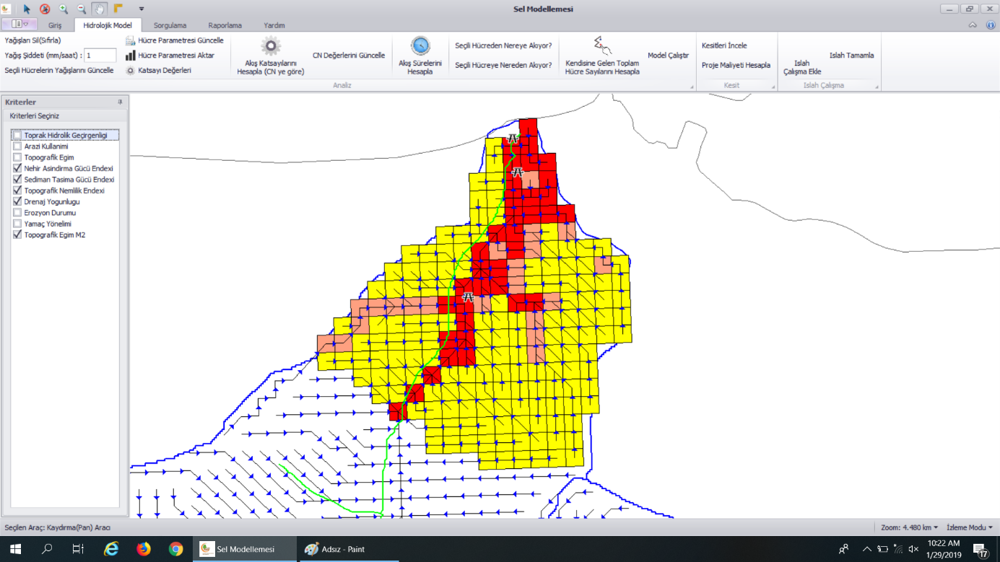 Sel Modellemesi
Giriş Hidrolojik Model Sorgulama Raporlama Yardım
Yağışları Sil(Sıfırla)
Yağış Şiddeti (mm/saat) : 1
Seçili Hücrelerin Yağışlarını Güncelle
Hücre Parametresi Güncelle
Hücre Parametresi Aktar
Katsayı Değerleri
Akış Katsayılarını
Hesapla (CN ye göre)
CN Değerlerini Güncelle
Akış Sürelerini
Hesapla
Seçili Hücreden Nereye Akıyor?
Seçili Hücreye Nereden Akıyor?
Kendisine Gelen Toplam
Hücre Sayılarını Hesapla
Model Çalıştır
Analiz
Kesitleri İncele
Proje Maliyeti Hesapla
Kesit
Islah
Çalışma Ekle
Islah Tamamla
Islah Çalışma
Kriterler
Kriterleri Seçiniz
Toprak Hidrolik Geçirgenligi
Arazi Kullanimi
Topografik Egim
Nehir Asindirma Gücü Endexi
Sediman Tasima Gücü Endexi
Topografik Nemlilik Endexi
Drenaj Yogunlugu
Erozyon Durumu
Yamaç Yönelimi
Topografik Egim M2
Seçilen Araç: Kaydırma(Pan) Aracı
Zoom: 4.480 km İzleme Modu
Sel Modellemesi
Adsız - Paint
10:22 AM
1/29/2019
17